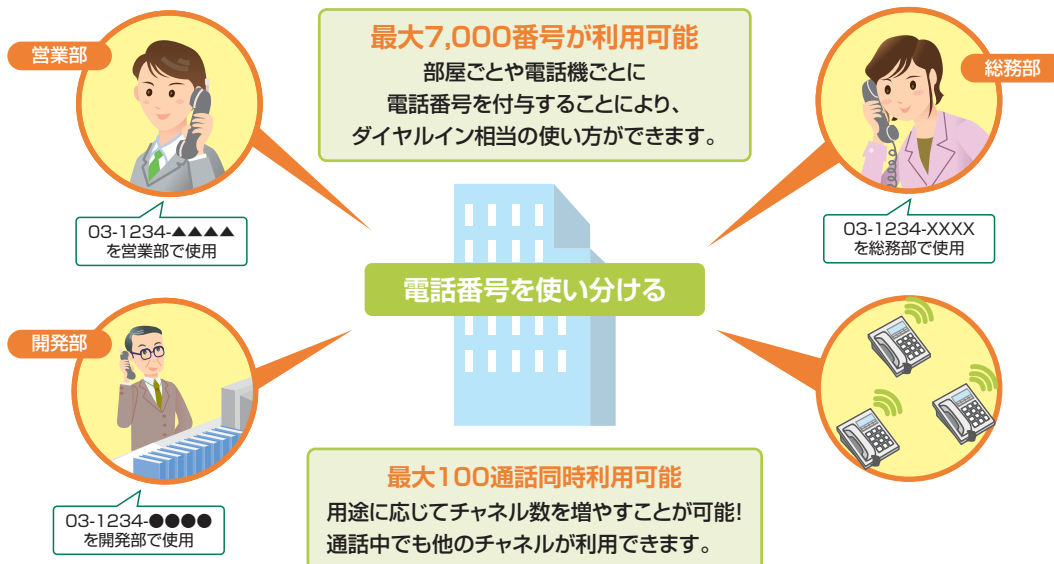 営業部
最大7,000番号が利用可能
部屋ごとや電話機ごとに
電話番号を付与することにより、
ダイヤルイン相当の使い方ができます。
総務部
03-1234-▲▲▲▲
を営業部で使用
03-1234-XXXX
を総務部で使用
電話番号を使い分ける
開発部
03-1234-●●●●
を開発部で使用
最大100通話同時利用可能
用途に応じてチャネル数を増やすことが可能!
通話中でも他のチャネルが利用できます。